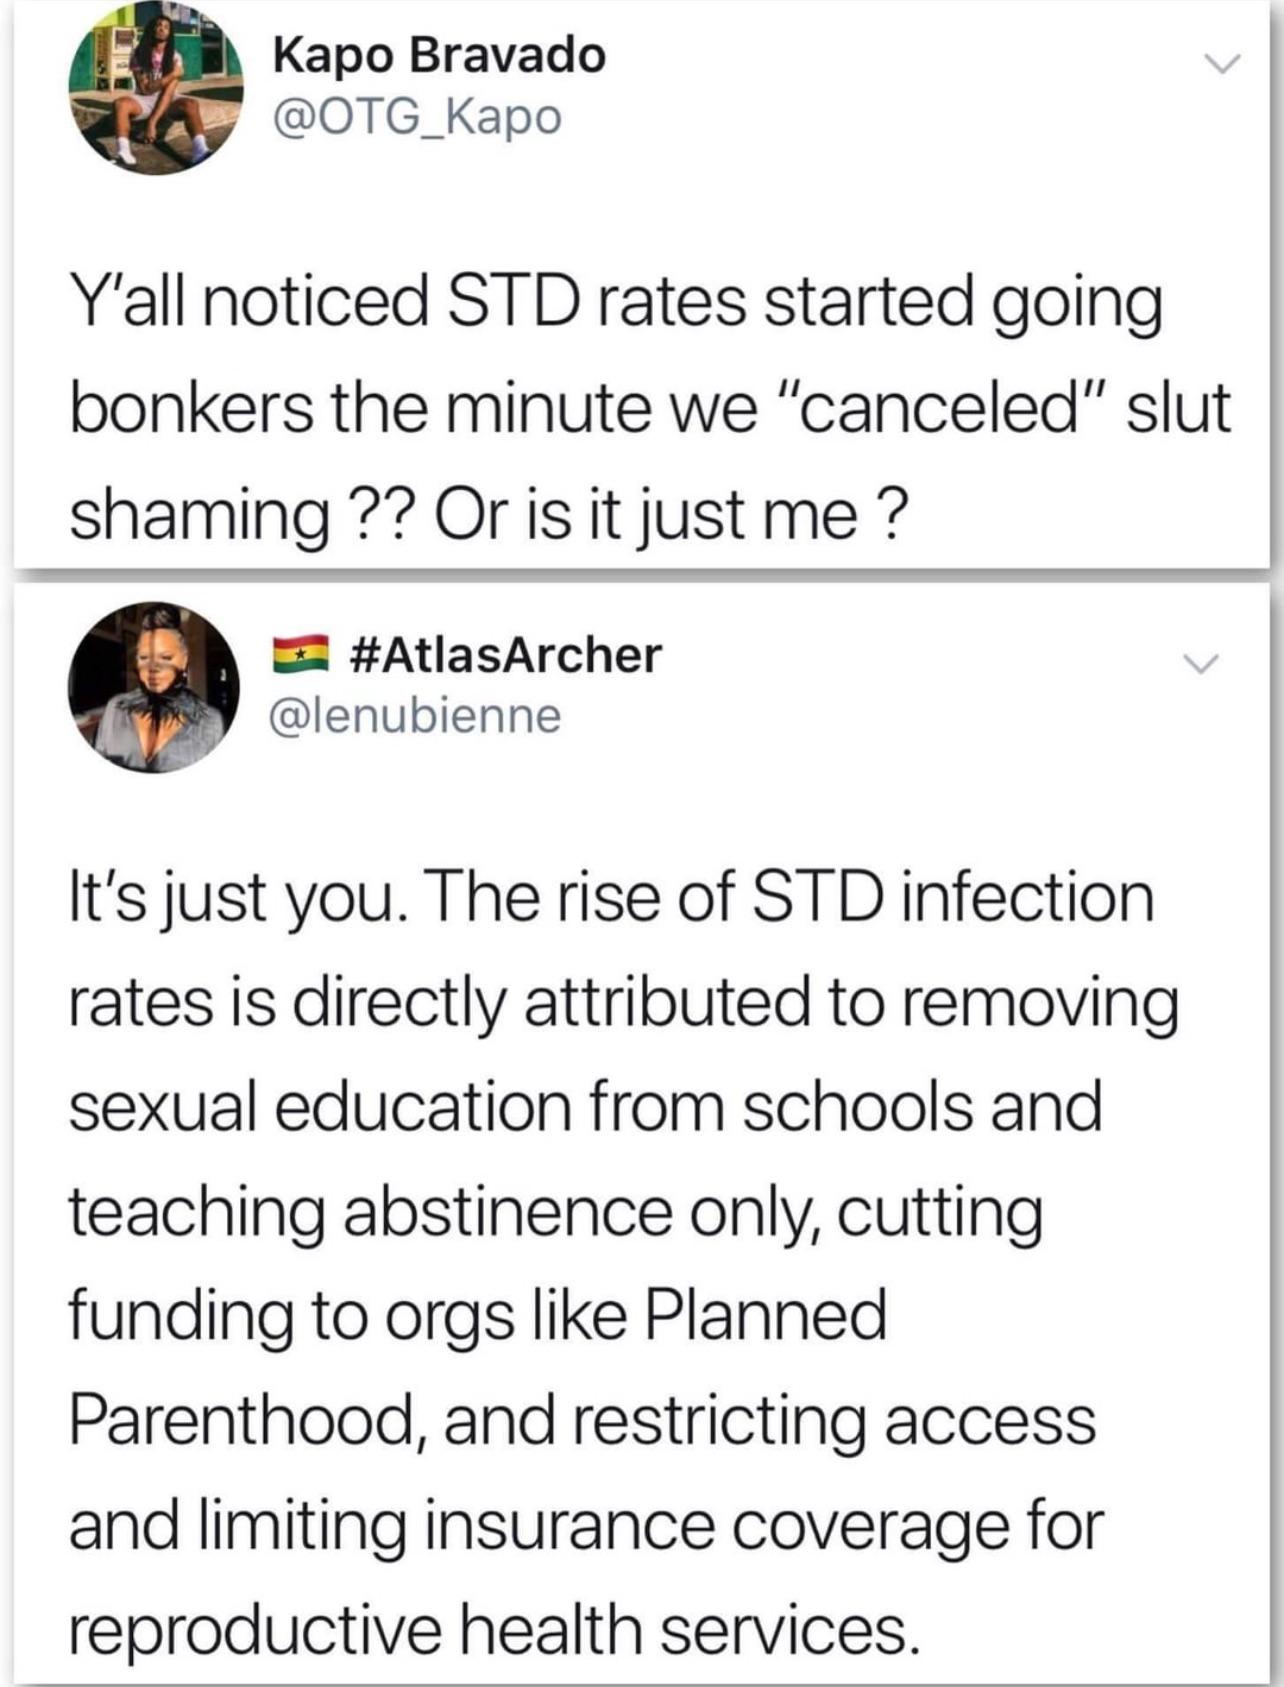 Kapo Bravado
@OTG_Kapo
Y'all noticed STD rates started going
bonkers the minute we "canceled" slut
shaming ?? Or is it just me ?
🇬🇭 #AtlasArcher
@lenubienne
It's just you. The rise of STD infection
rates is directly attributed to removing
sexual education from schools and
teaching abstinence only, cutting
funding to orgs like Planned
Parenthood, and restricting access
and limiting insurance coverage for
reproductive health services.